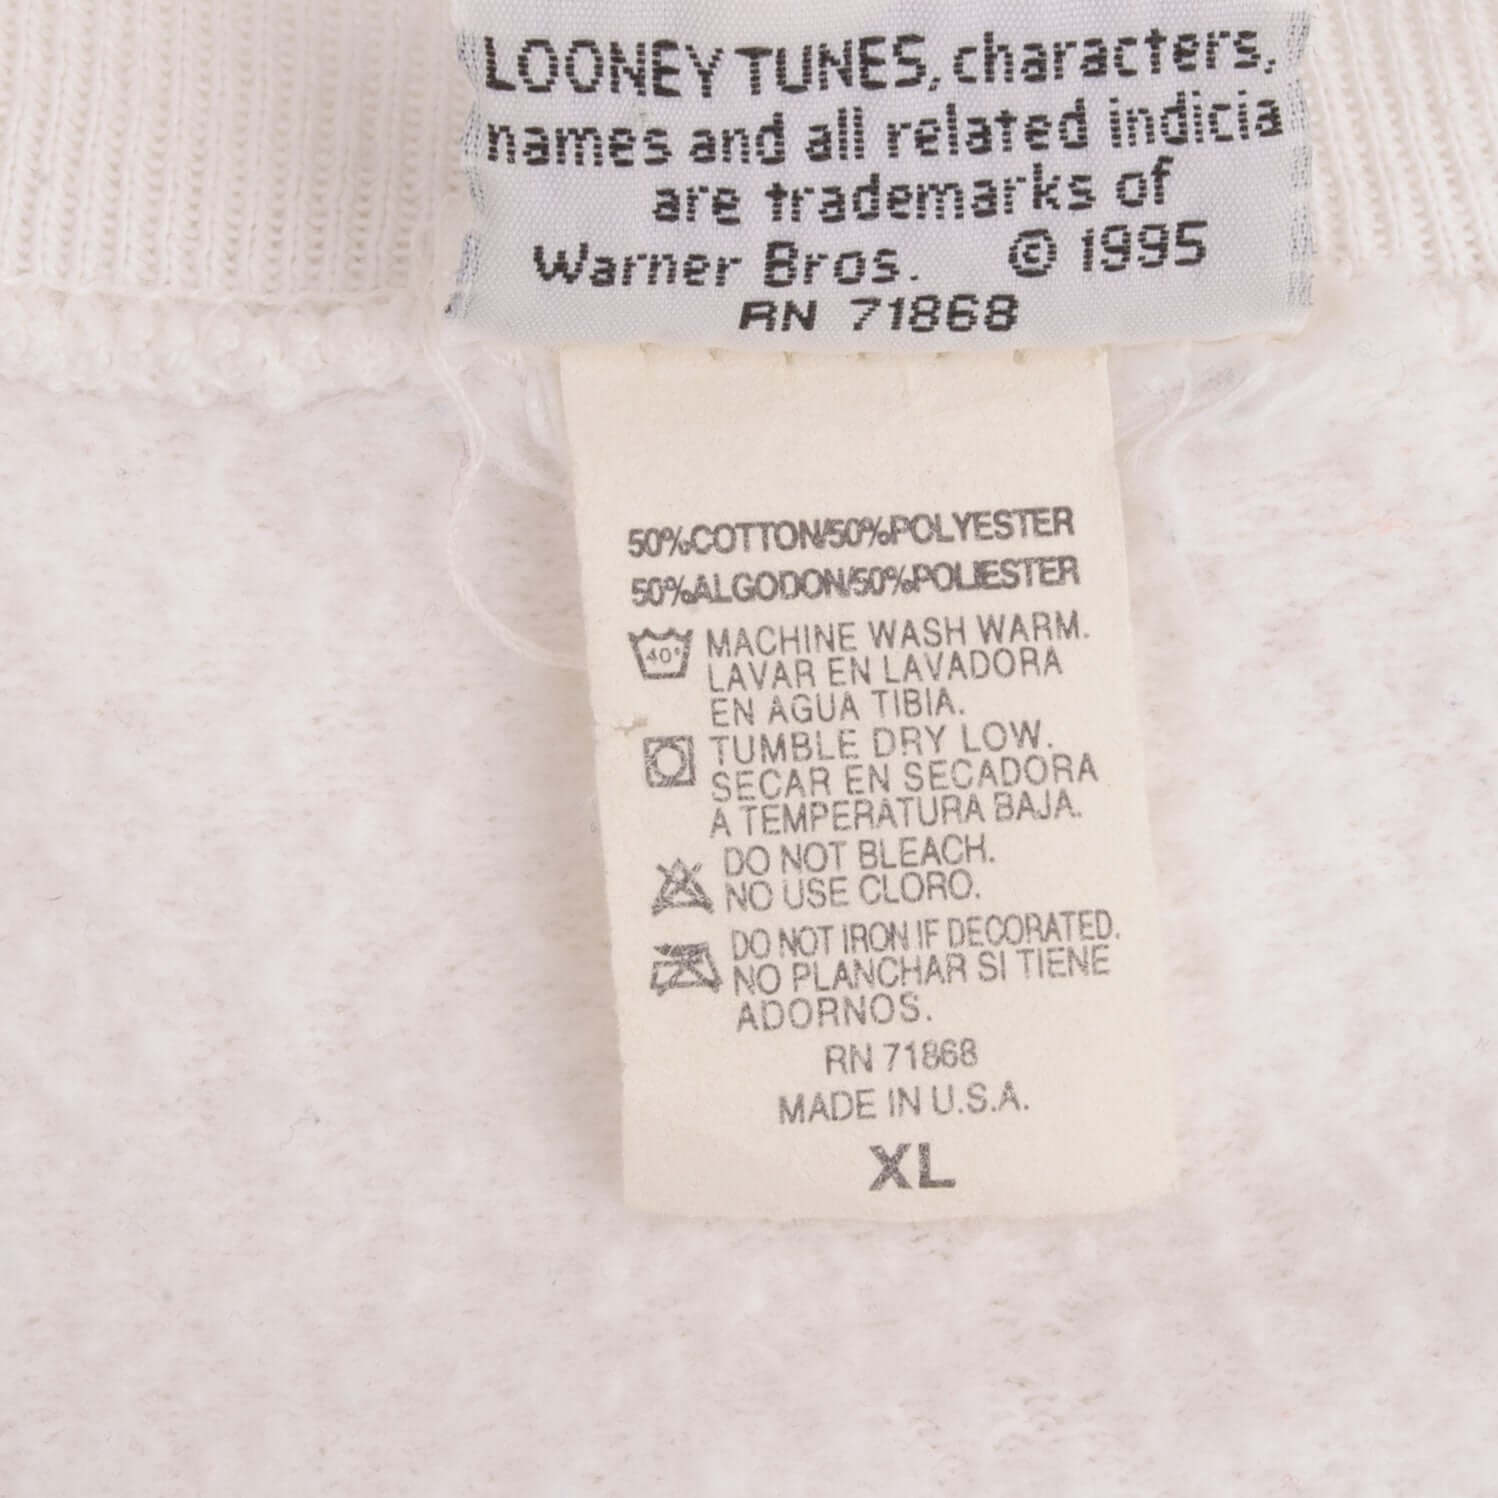 LOONEY TUNES, characters,
names and all related indicia
are trademarks of
Warner Bros. © 1995
RN 71868
50%COTTON/50%POLYESTER
50%ALGODON/50%POLIESTER
40°
MACHINE WASH WARM.
LAVAR EN LAVADORA
EN AGUA TIBIA.
TUMBLE DRY LOW.
SECAR EN SECADORA
A TEMPERATURA BAJA.
DO NOT BLEACH.
NO USE CLORO.
DO NOT IRON IF DECORATED.
NO PLANCHAR SI TIENE
ADORNOS.
RN 71868
MADE IN U.S.A.
XL